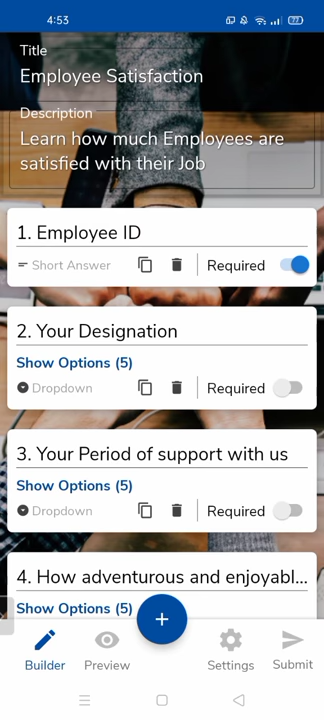 4:53
77
Title
Employee Satisfaction
Description
Learn how much Employees are
satisfied with their Job
1. Employee ID
Short Answer
Required
2. Your Designation
Show Options (5)
Dropdown
Required
3. Your Period of support with us
Show Options (5)
Dropdown
Required
4. How adventurous and enjoyabl...
Show Options (5)
+
Builder
Preview
Settings
Submit